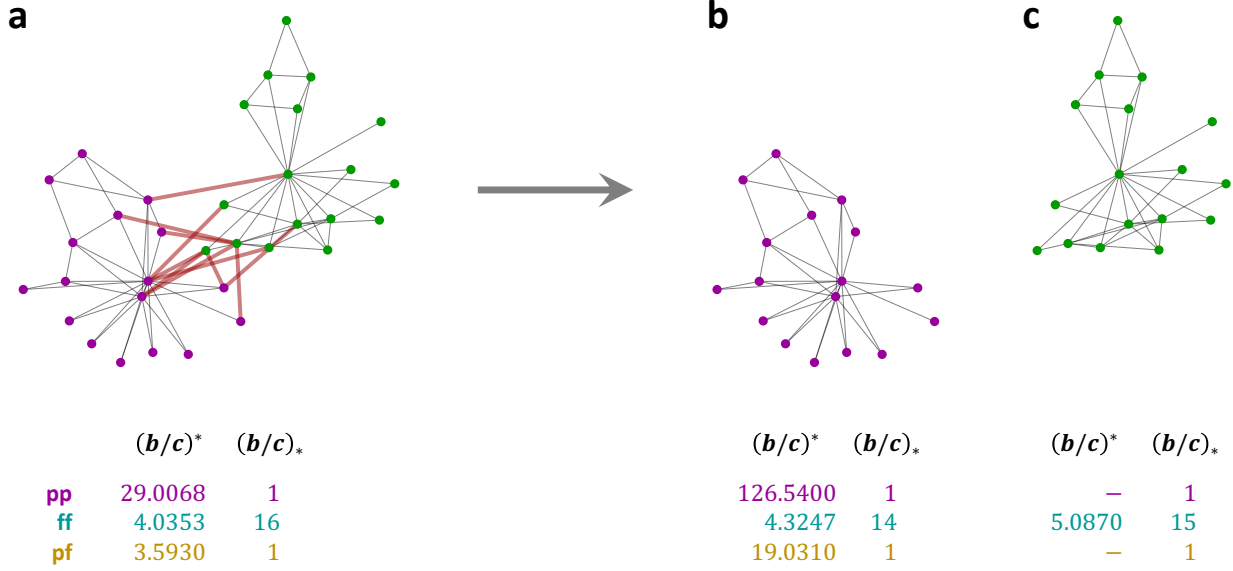 a b c
(b/c)* (b/c)* (b/c)* (b/c)* (b/c)* (b/c)*
pp 29.0068 1 126.5400 1 – 1
ff 4.0353 16 4.3247 14 5.0870 15
pf 3.5930 1 19.0310 1 – 1